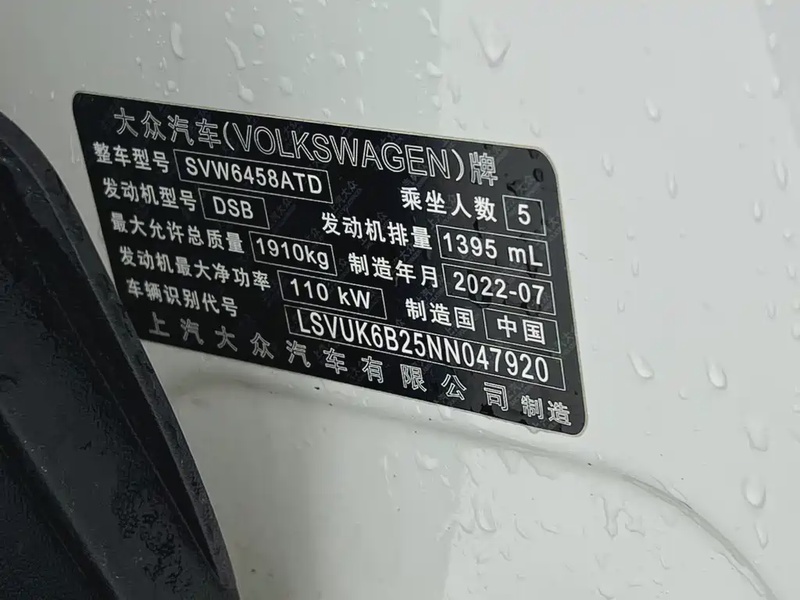 大众汽车(VOLKSWAGEN)牌
整车型号 SVW6458ATD 乘坐人数 5
发动机型号 DSB 发动机排量 1395 mL
最大允许总质量 1910kg 制造年月 2022-07
发动机最大净功率 110 kW 制造国 中国
车辆识别代号 LSVUK6B25NN047920
上汽大众汽车有限公司制造